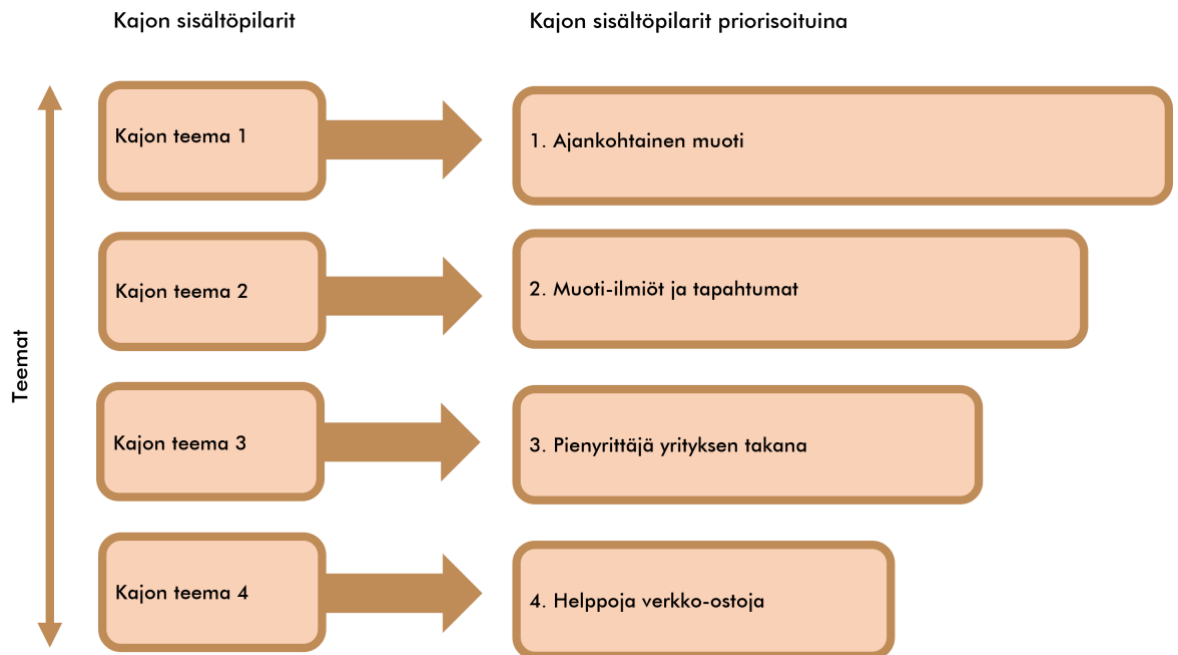 Kajon sisältöpilarit
Kajon sisältöpilarit priorisoituina
Teemat
Kajon teema 1
1. Ajankohtainen muoti
Kajon teema 2
2. Muoti-ilmiöt ja tapahtumat
Kajon teema 3
3. Pienyrittäjä yrityksen takana
Kajon teema 4
4. Helppoja verkko-ostoja